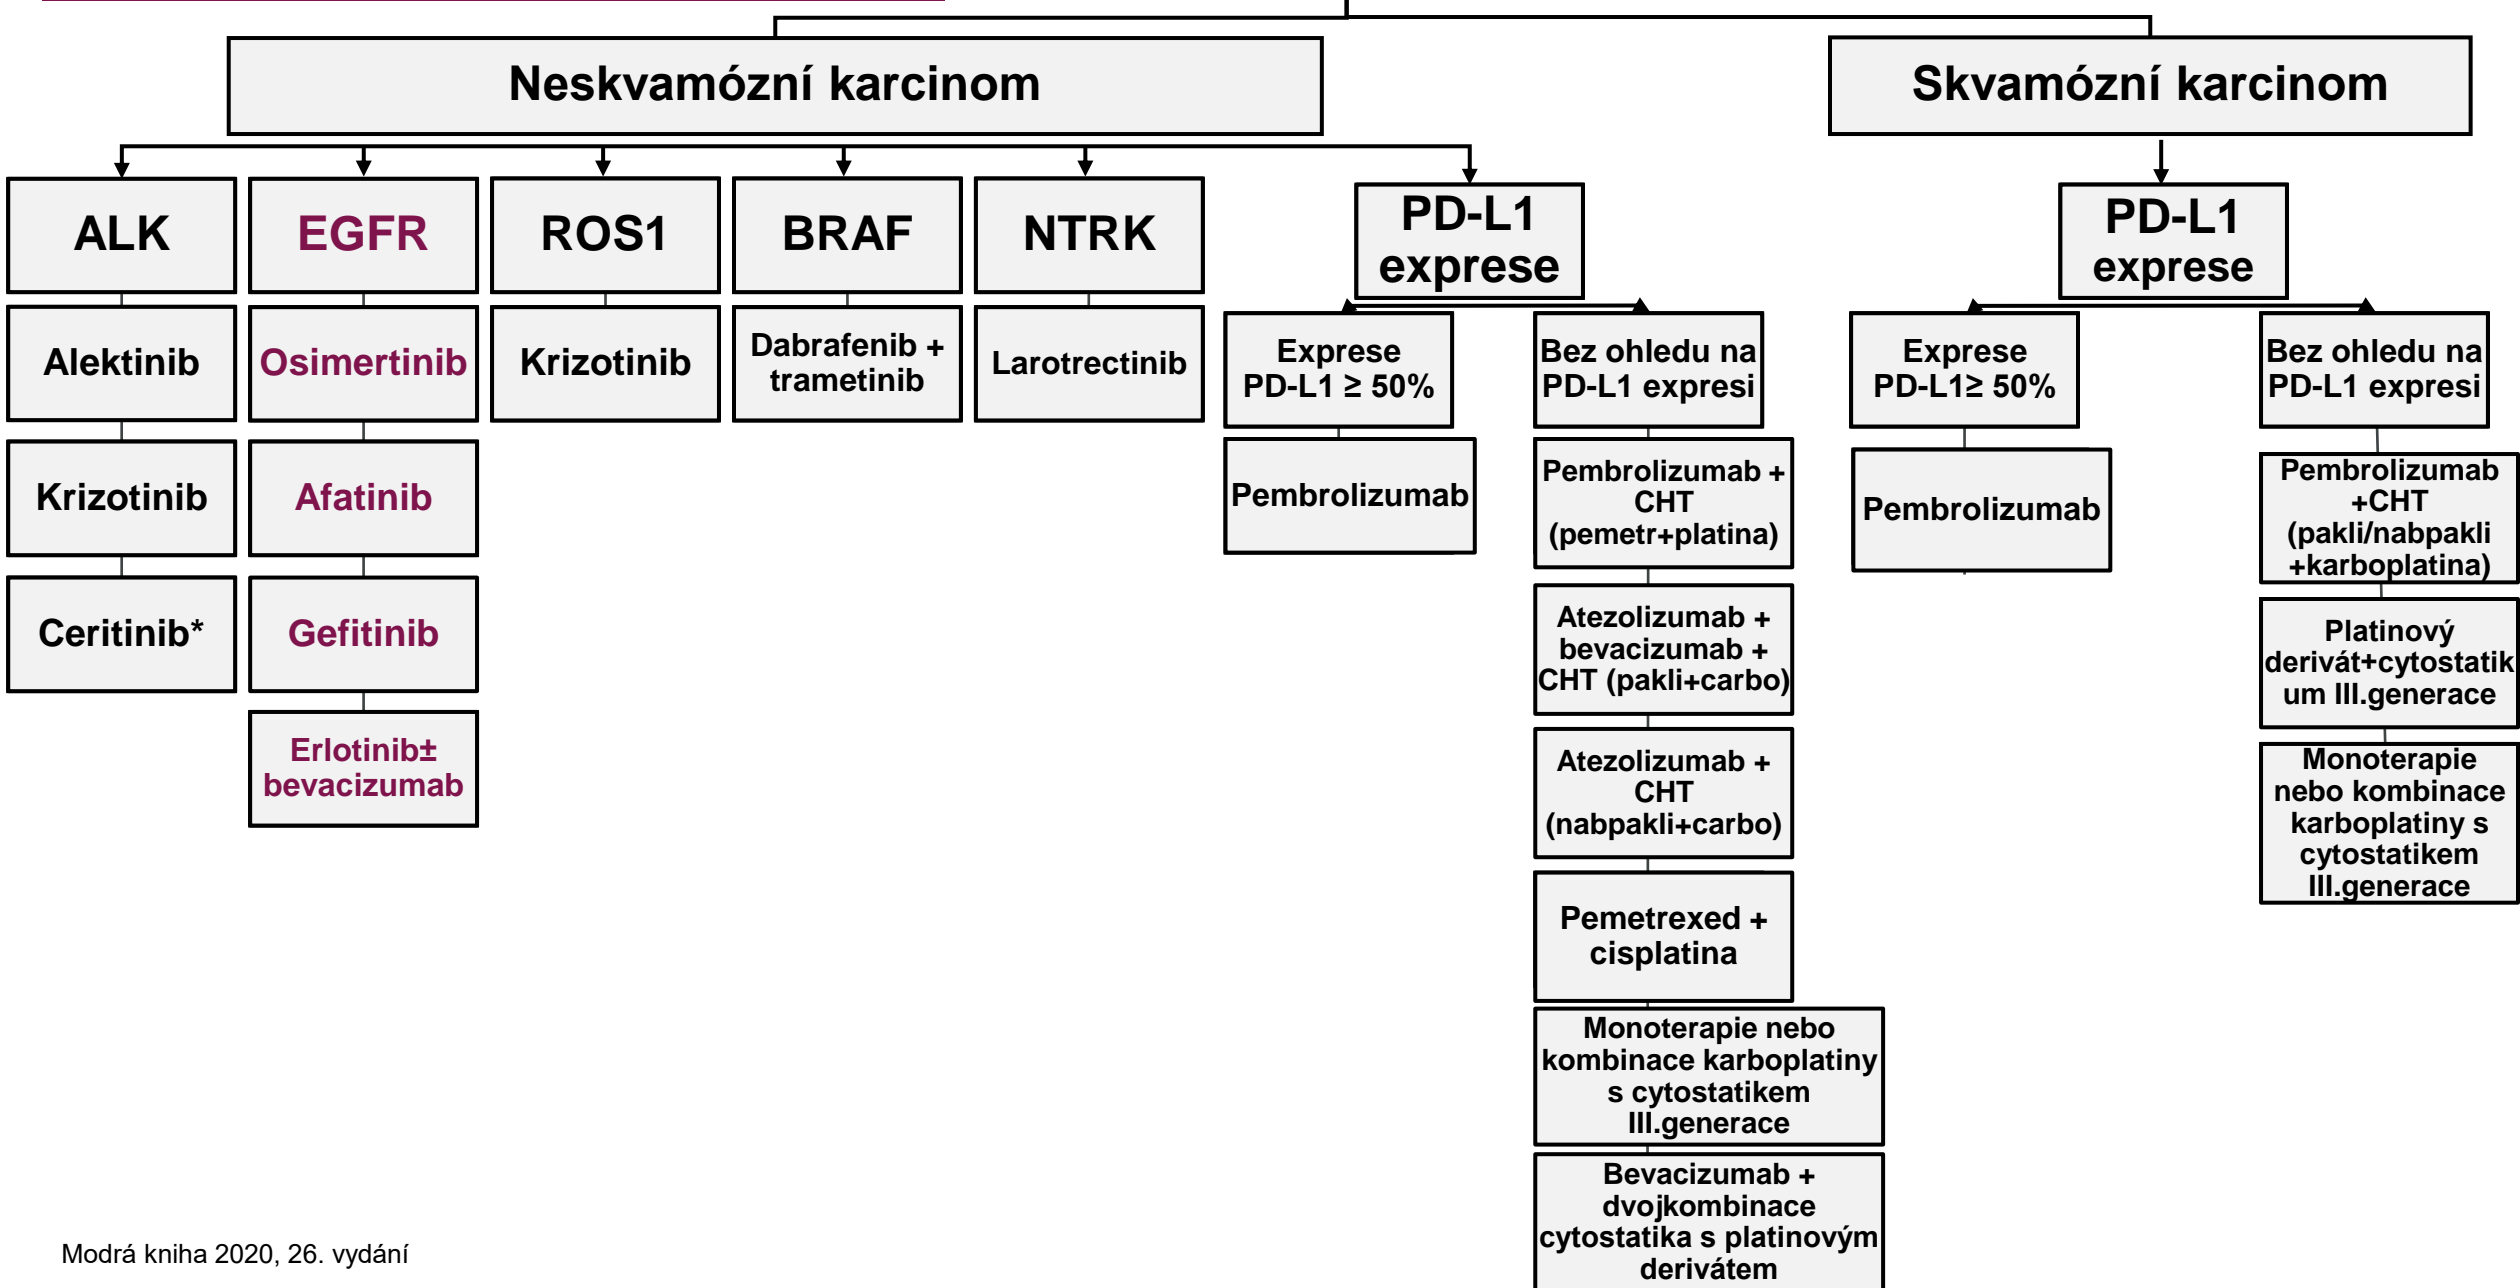 Neskvamózní karcinom
Skvamózní karcinom
ALK
EGFR
ROS1
BRAF
NTRK
PD-L1
exprese
PD-L1
exprese
Alektinib
Osimertinib
Krizotinib
Dabrafenib +
trametinib
Larotrectinib
Exprese
PD-L1 ≥ 50%
Bez ohledu na
PD-L1 expresi
Exprese
PD-L1≥ 50%
Bez ohledu na
PD-L1 expresi
Krizotinib
Afatinib
Pembrolizumab
Pembrolizumab +
CHT
(pemetr+platina)
Pembrolizumab
Pembrolizumab
+CHT
(pakli/nabpakli
+karboplatina)
Ceritinib*
Gefitinib
Atezolizumab +
bevacizumab +
CHT (pakli+carbo)
Platinový
derivát+cytostatik
um III.generace
Erlotinib±
bevacizumab
Atezolizumab +
CHT
(nabpakli+carbo)
Monoterapie
nebo kombinace
karboplatiny s
cytostatikem
III.generace
Pemetrexed +
cisplatina
Monoterapie nebo
kombinace karboplatiny
s cytostatikem
III.generace
Bevacizumab +
dvojkombinace
cytostatika s platinovým
derivátem
Modrá kniha 2020, 26. vydání